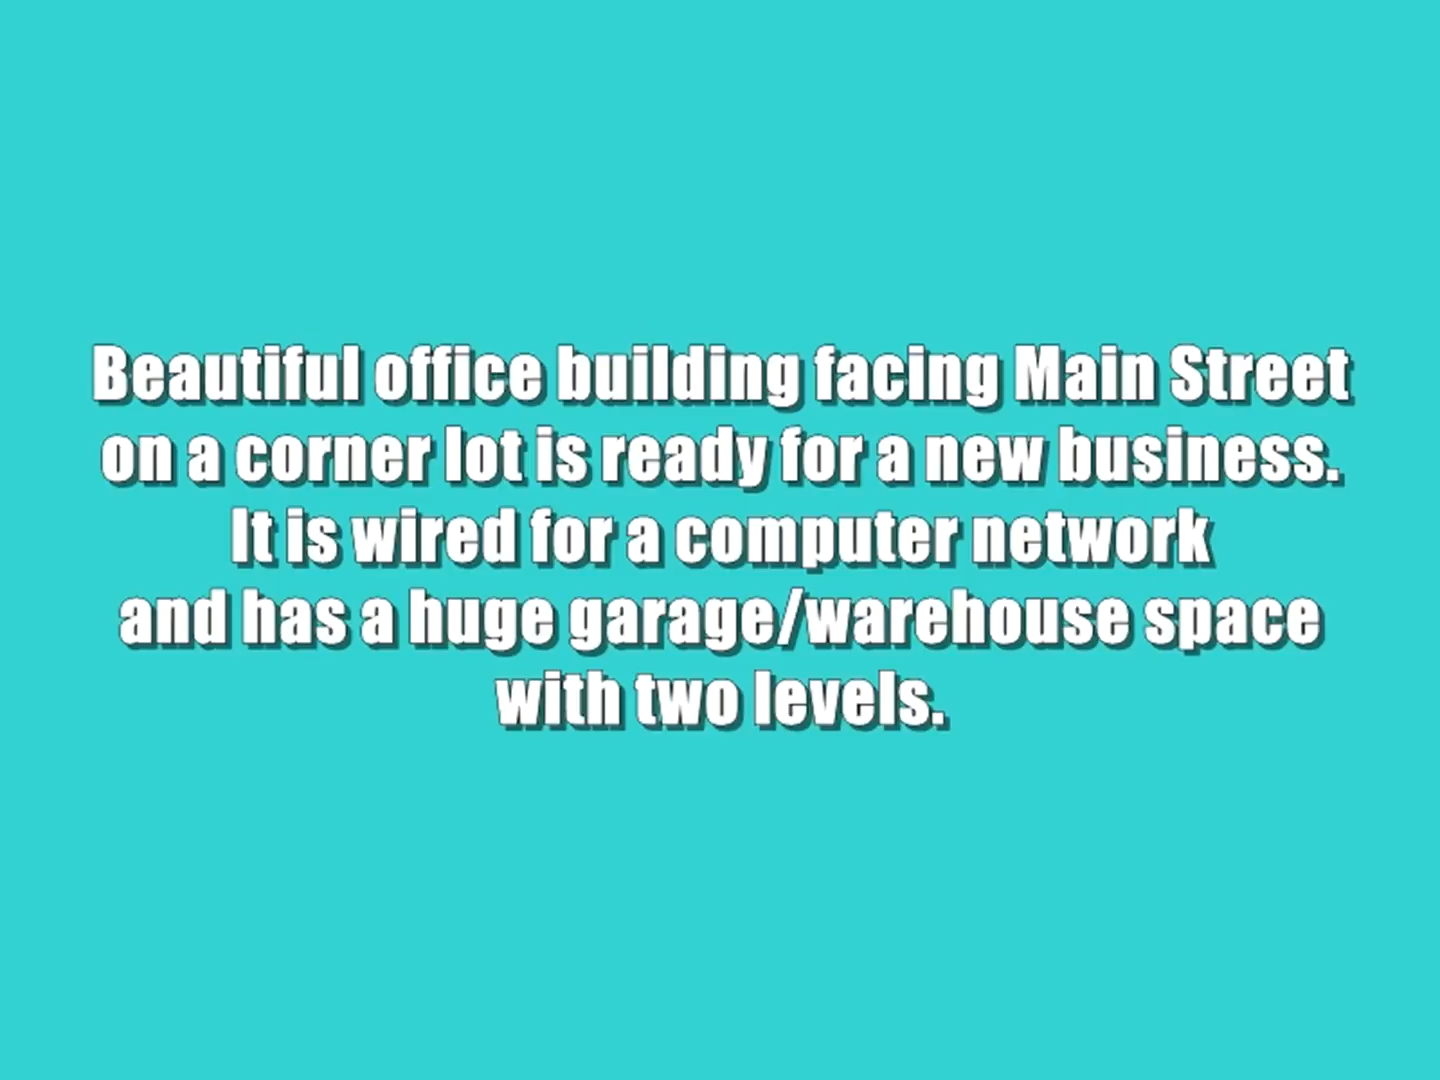 Beautiful office building facing Main Street
on a corner lot is ready for a new business.
It is wired for a computer network
and has a huge garage/warehouse space
with two levels.